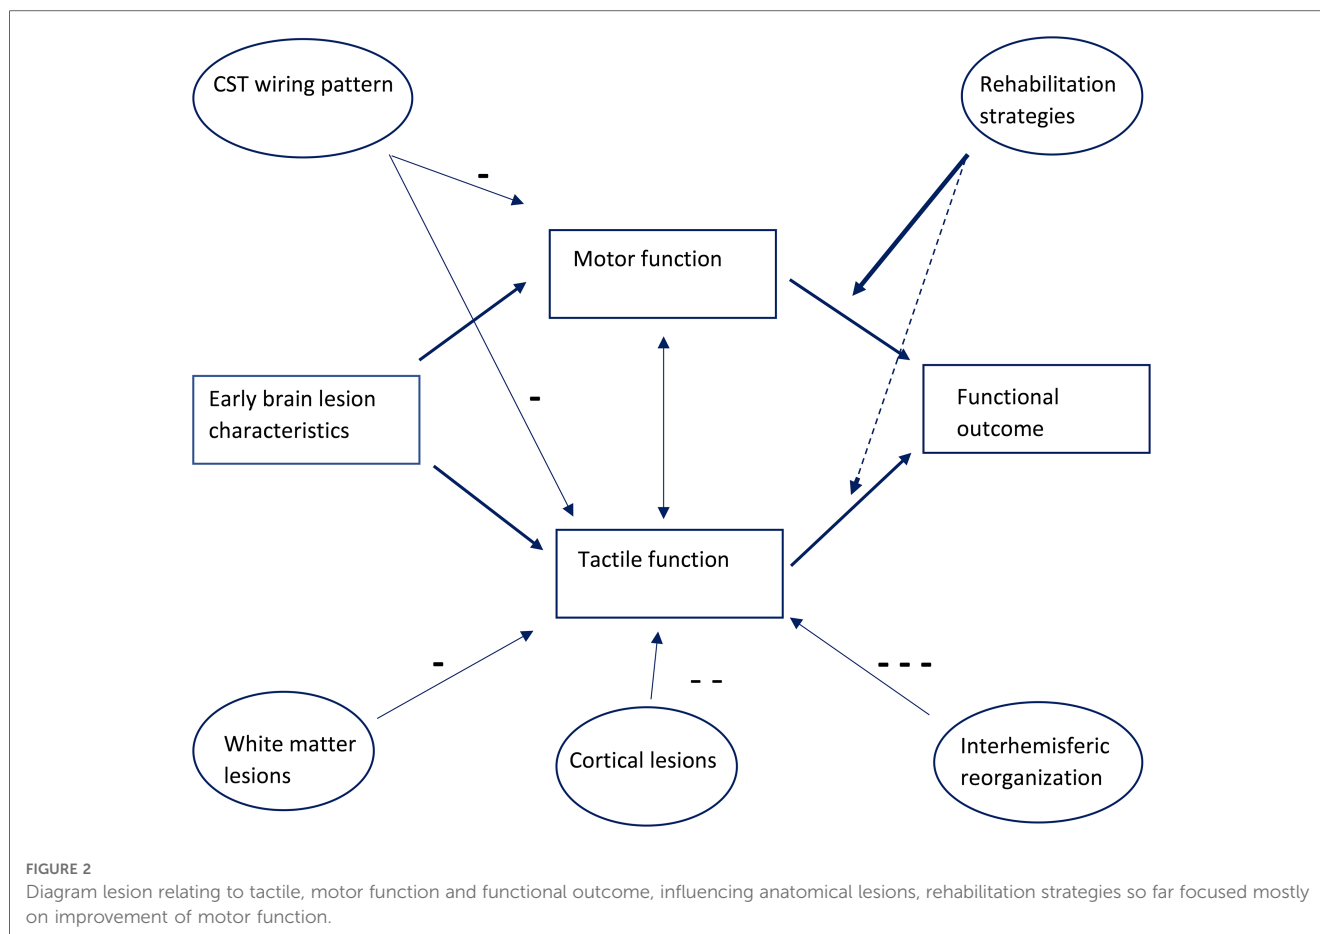 CST wiring pattern
Rehabilitation
strategies
-
Motor function
Early brain lesion
characteristics
-
Functional
outcome
Tactile function
-
- -
- - -
White matter
lesions
Cortical lesions
Interhemisferic
reorganization
FIGURE 2
Diagram lesion relating to tactile, motor function and functional outcome, influencing anatomical lesions, rehabilitation strategies so far focused mostly
on improvement of motor function.